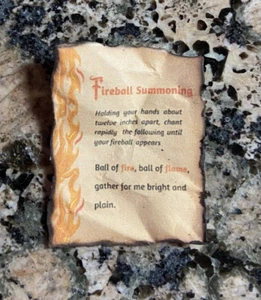 Fireball Summoning
Holding your hands about
twelve inches apart, chant
rapidly the following until
your fireball appears
Ball of fire, ball of flame,
gather for me bright and
plain.